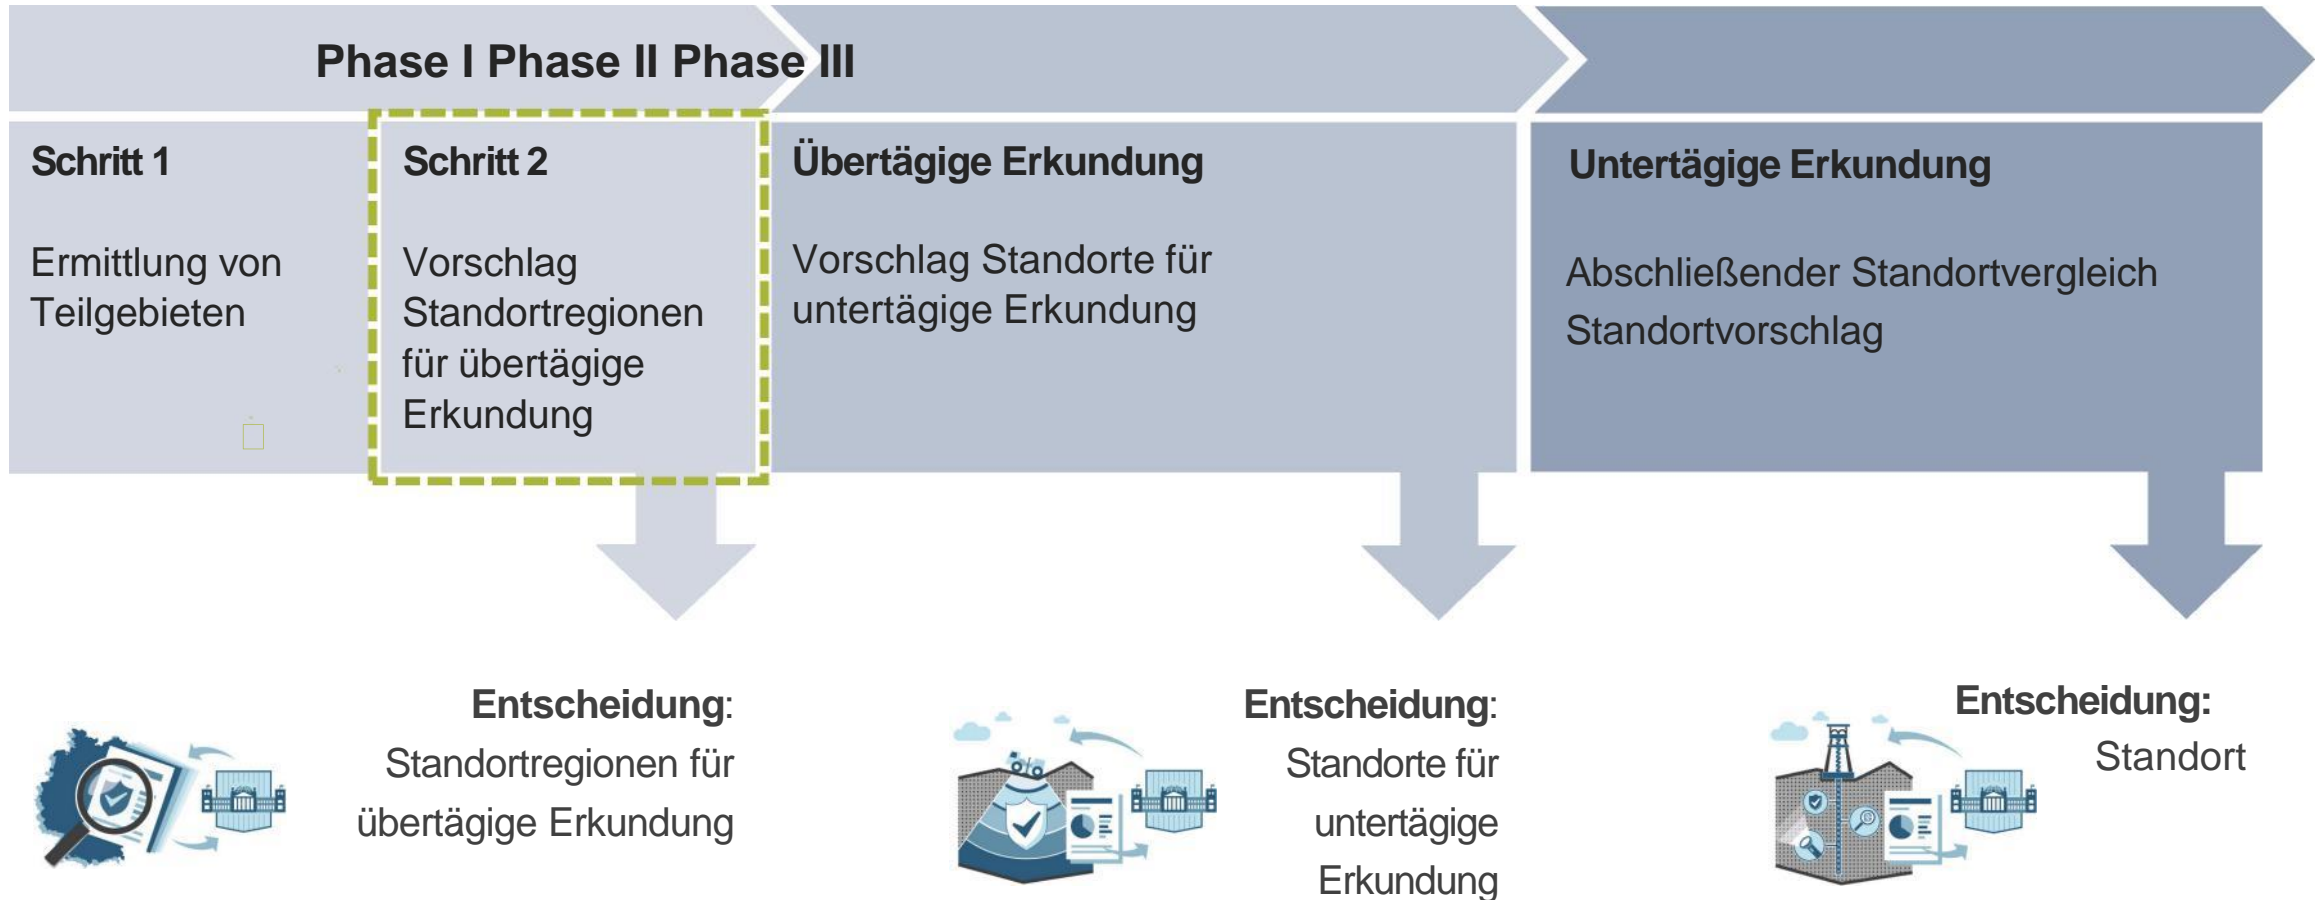 Phase I Phase II Phase III
Schritt 1
Ermittlung von
Teilgebieten
Schritt 2
Vorschlag
Standortregionen
für übertägige
Erkundung
Übertägige Erkundung
Vorschlag Standorte für
untertägige Erkundung
Untertägige Erkundung
Abschließender Standortvergleich
Standortvorschlag
Entscheidung:
Standortregionen für
übertägige Erkundung
Entscheidung:
Standorte für
untertägige
Erkundung
Entscheidung:
Standort